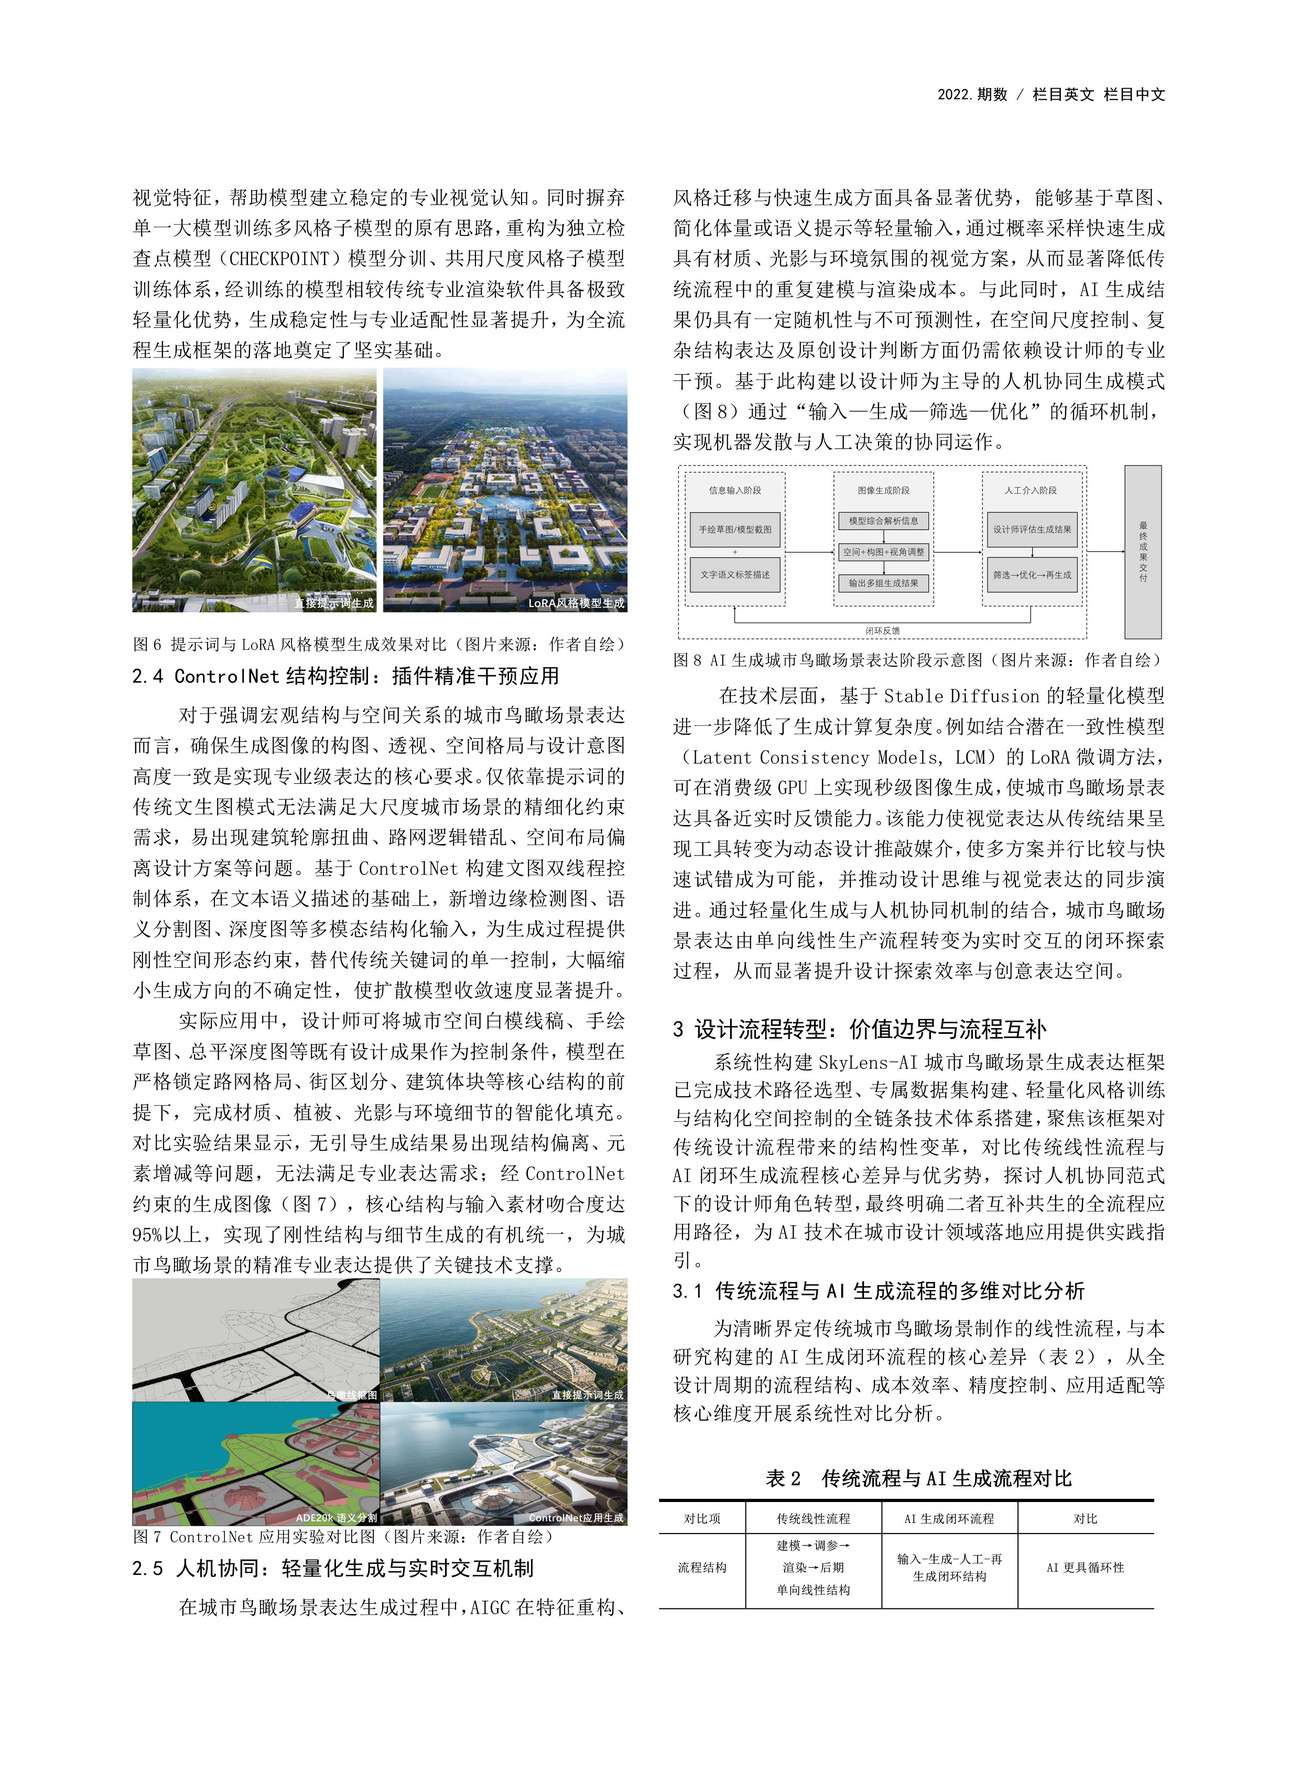 2022.期数 / 栏目英文 栏目中文
视觉特征，帮助模型建立稳定的专业视觉认知。同时摒弃
单一大模型训练多风格子模型的原有思路，重构为独立检
查点模型（CHECKPOINT）模型分训、共用尺度风格子模型
训练体系，经训练的模型相较传统专业渲染软件具备极致
轻量化优势，生成稳定性与专业适配性显著提升，为全流
程生成框架的落地奠定了坚实基础。
直接提示词生成
LoRA风格模型生成
图 6 提示词与 LoRA 风格模型生成效果对比（图片来源：作者自绘）
2.4 ControlNet 结构控制：插件精准干预应用
对于强调宏观结构与空间关系的城市鸟瞰场景表达
而言，确保生成图像的构图、透视、空间格局与设计意图
高度一致是实现专业级表达的核心要求。仅依靠提示词的
传统文生图模式无法满足大尺度城市场景的精细化约束
需求，易出现建筑轮廓扭曲、路网逻辑错乱、空间布局偏
离设计方案等问题。基于 ControlNet 构建文图双线程控
制体系，在文本语义描述的基础上，新增边缘检测图、语
义分割图、深度图等多模态结构化输入，为生成过程提供
刚性空间形态约束，替代传统关键词的单一控制，大幅缩
小生成方向的不确定性，使扩散模型收敛速度显著提升。
实际应用中，设计师可将城市空间白模线稿、手绘
草图、总平深度图等既有设计成果作为控制条件，模型在
严格锁定路网格局、街区划分、建筑体块等核心结构的前
提下，完成材质、植被、光影与环境细节的智能化填充。
对比实验结果显示，无引导生成结果易出现结构偏离、元
素增减等问题，无法满足专业表达需求；经 ControlNet
约束的生成图像（图 7），核心结构与输入素材吻合度达
95%以上，实现了刚性结构与细节生成的有机统一，为城
市鸟瞰场景的精准专业表达提供了关键技术支撑。
鸟瞰线框图
直接提示词生成
ADE20k 语义分割
ControlNet应用生成
图 7 ControlNet 应用实验对比图（图片来源：作者自绘）
2.5 人机协同：轻量化生成与实时交互机制
在城市鸟瞰场景表达生成过程中，AIGC 在特征重构、
风格迁移与快速生成方面具备显著优势，能够基于草图、
简化体量或语义提示等轻量输入，通过概率采样快速生成
具有材质、光影与环境氛围的视觉方案，从而显著降低传
统流程中的重复建模与渲染成本。与此同时，AI 生成结
果仍具有一定随机性与不可预测性，在空间尺度控制、复
杂结构表达及原创设计判断方面仍需依赖设计师的专业
干预。基于此构建以设计师为主导的人机协同生成模式
（图 8）通过“输入—生成—筛选—优化”的循环机制，
实现机器发散与人工决策的协同运作。
信息输入阶段
手绘草图/模型截图
+
文字语义标签描述
图像生成阶段
模型综合解析信息
空间+构图+视角调整
输出多组生成结果
人工介入阶段
设计师评估生成结果
筛选→优化→再生成
闭环反馈
最终成果交付
图 8 AI 生成城市鸟瞰场景表达阶段示意图（图片来源：作者自绘）
在技术层面，基于 Stable Diffusion 的轻量化模型
进一步降低了生成计算复杂度。例如结合潜在一致性模型
（Latent Consistency Models, LCM）的 LoRA 微调方法，
可在消费级 GPU 上实现秒级图像生成，使城市鸟瞰场景表
达具备近实时反馈能力。该能力使视觉表达从传统结果呈
现工具转变为动态设计推敲媒介，使多方案并行比较与快
速试错成为可能，并推动设计思维与视觉表达的同步演
进。通过轻量化生成与人机协同机制的结合，城市鸟瞰场
景表达由单向线性生产流程转变为实时交互的闭环探索
过程，从而显著提升设计探索效率与创意表达空间。
3 设计流程转型：价值边界与流程互补
系统性构建 SkyLens-AI 城市鸟瞰场景生成表达框架
已完成技术路径选型、专属数据集构建、轻量化风格训练
与结构化空间控制的全链条技术体系搭建，聚焦该框架对
传统设计流程带来的结构性变革，对比传统线性流程与
AI 闭环生成流程核心差异与优劣势，探讨人机协同范式
下的设计师角色转型，最终明确二者互补共生的全流程应
用路径，为 AI 技术在城市设计领域落地应用提供实践指
引。
3.1 传统流程与 AI 生成流程的多维对比分析
为清晰界定传统城市鸟瞰场景制作的线性流程，与本
研究构建的 AI 生成闭环流程的核心差异（表 2），从全
设计周期的流程结构、成本效率、精度控制、应用适配等
核心维度开展系统性对比分析。
表 2 传统流程与 AI 生成流程对比
对比项 传统线性流程 AI 生成闭环流程 对比
流程结构
建模→调参→
渲染→后期
单向线性结构
输入-生成-人工-再
生成闭环结构
AI 更具循环性